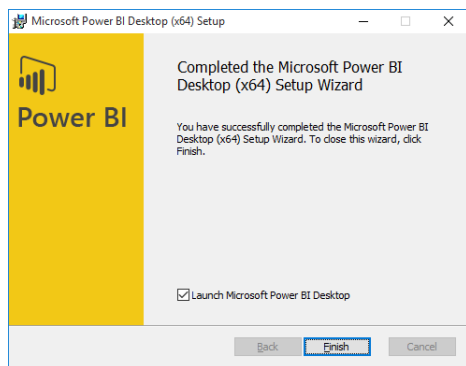 Microsoft Power BI Desktop (x64) Setup
Power BI
Completed the Microsoft Power BI
Desktop (x64) Setup Wizard
You have successfully completed the Microsoft Power BI
Desktop (x64) Setup Wizard. To close this wizard, click
Finish.
Launch Microsoft Power BI Desktop
Back Finish Cancel